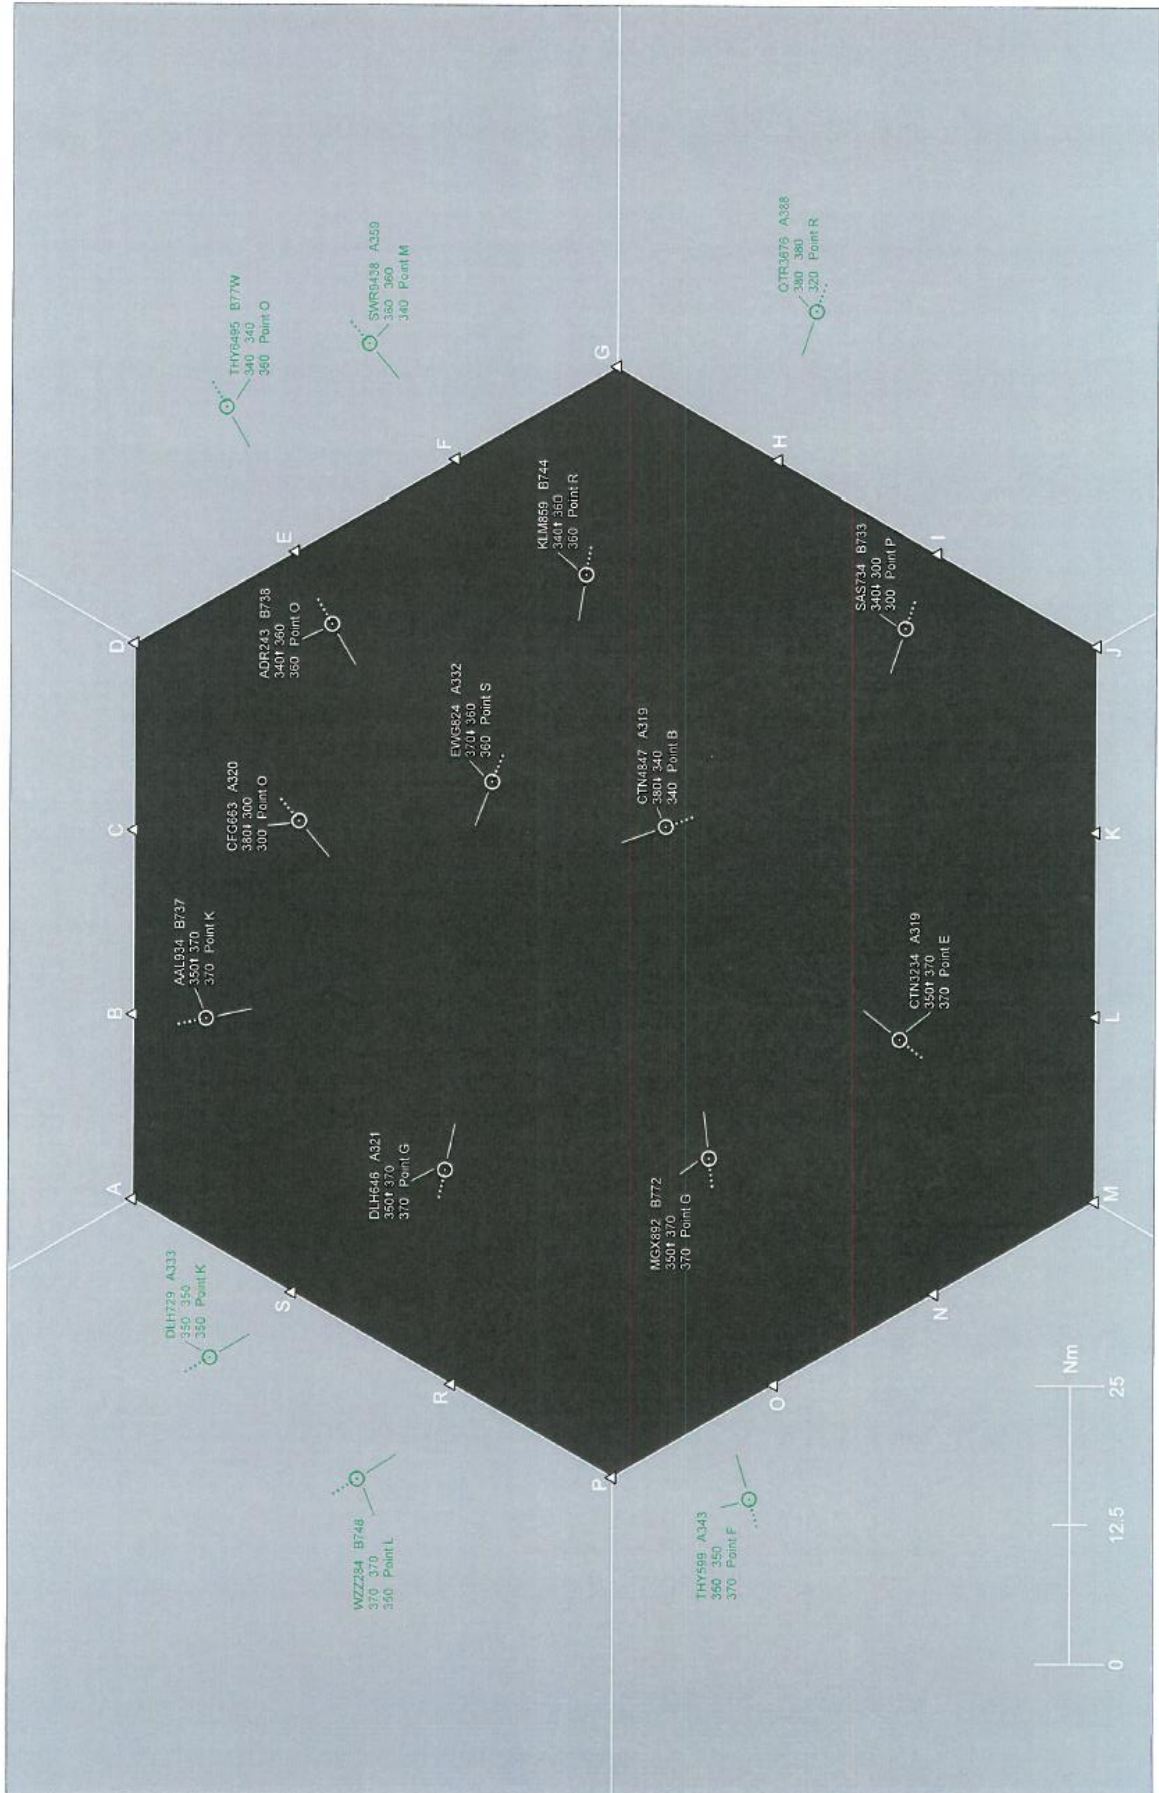 A
B
C
D
DLH729 A333
350 350
350 Point K
AAL934 B737
350↑ 370
370 Point K
CFG663 A320
380↓ 300
300 Point O
THY6495 B77W
340 340
360 Point O
ADR243 B738
340↑ 360
360 Point O
S
E
WZZ284 B748
370 370
350 Point L
SWR9438 A359
360 360
340 Point M
DLH646 A321
350↑ 370
370 Point G
R
F
EWG824 A332
370↓ 360
360 Point S
KLM859 B744
340↑ 360
360 Point R
P
G
CTN4847 A319
380↓ 340
340 Point B
MGX892 B772
350↑ 370
370 Point G
THY599 A343
360 350
370 Point F
O
H
QTR3676 A388
380 380
320 Point R
SAS734 B733
340↓ 300
300 Point P
CTN3234 A319
350↑ 370
370 Point E
N
I
Nm
M
L
K
J
0
12.5
25